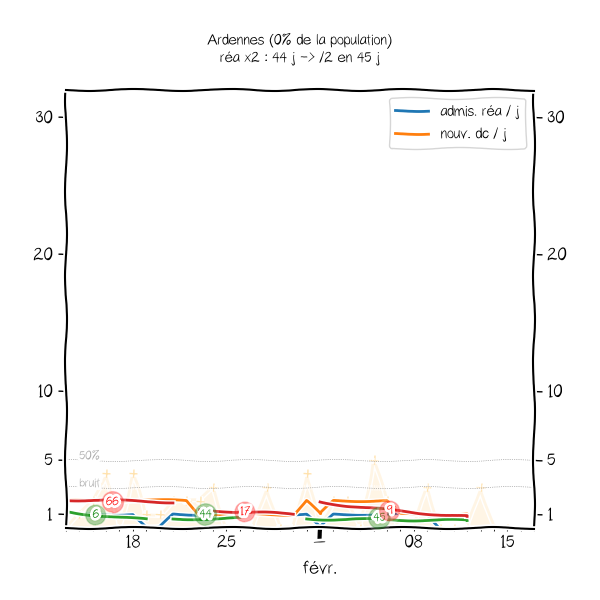 Ardennes (0% de la population)
réa x2 : 44 j -> /2 en 45 j
admis. réa / j
nouv. dc / j
30 30
20 20
10 10
5 50% 5
bruit
1 6 66 44 17 45 9 1
18 25 1 08 15
févr.